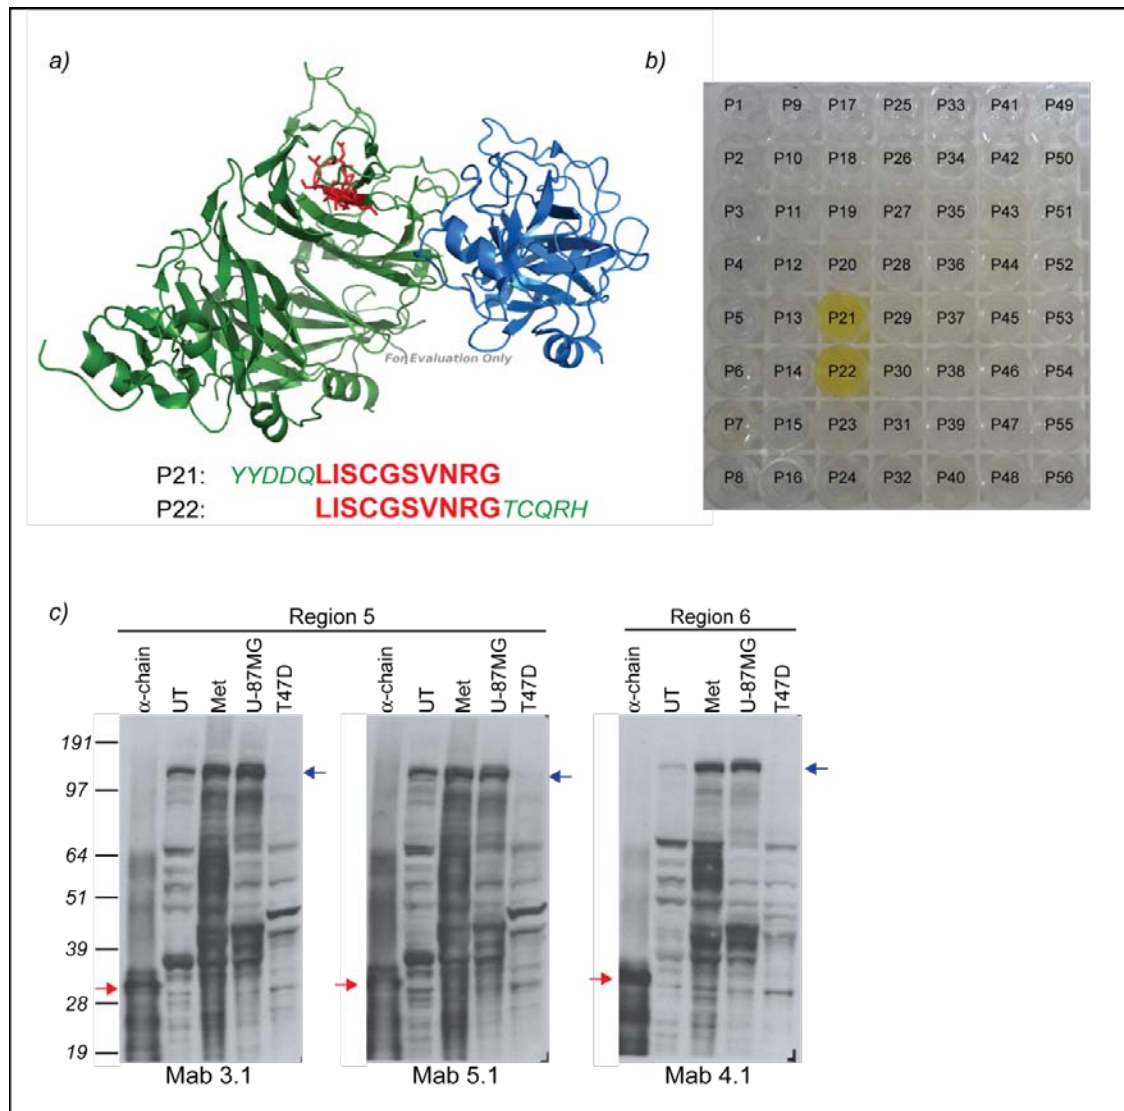 a)
For Evaluation Only
P21: YYDDQLISCGSVNRG
P22: LISCGSVNRGTCQRH
b)
P1 P9 P17 P25 P33 P41 P49
P2 P10 P18 P26 P34 P42 P50
P3 P11 P19 P27 P35 P43 P51
P4 P12 P20 P28 P36 P44 P52
P5 P13 P21 P29 P37 P45 P53
P6 P14 P22 P30 P38 P46 P54
P7 P15 P23 P31 P39 P47 P55
P8 P16 P24 P32 P40 P48 P56
c)
Region 5
Region 6
α-chain UT Met U-87MG T47D
α-chain UT Met U-87MG T47D
α-chain UT Met U-87MG T47D
191
97
64
51
39
28
19
Mab 3.1
Mab 5.1
Mab 4.1